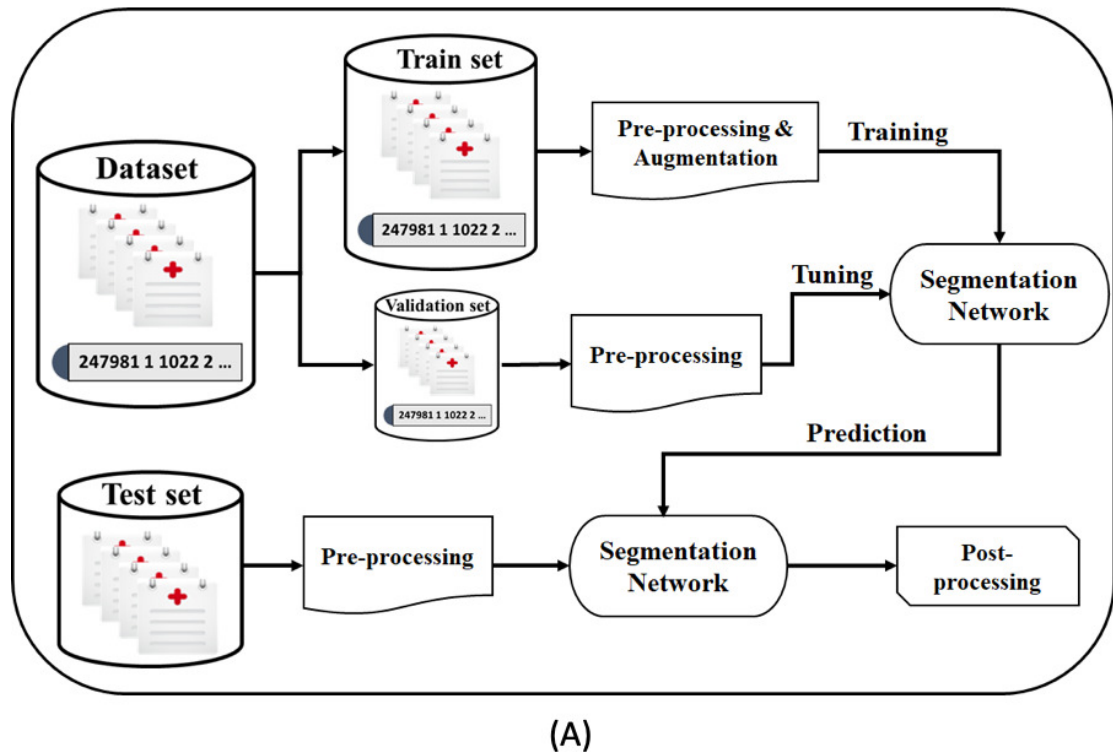 Train set
247981 1 1022 2 ...
Pre-processing &
Augmentation
Training
Dataset
247981 1 1022 2 ...
Validation set
247981 1 1022 2 ...
Pre-processing
Tuning
Segmentation
Network
Prediction
Test set
Pre-processing
Segmentation
Network
Post-
processing
(A)